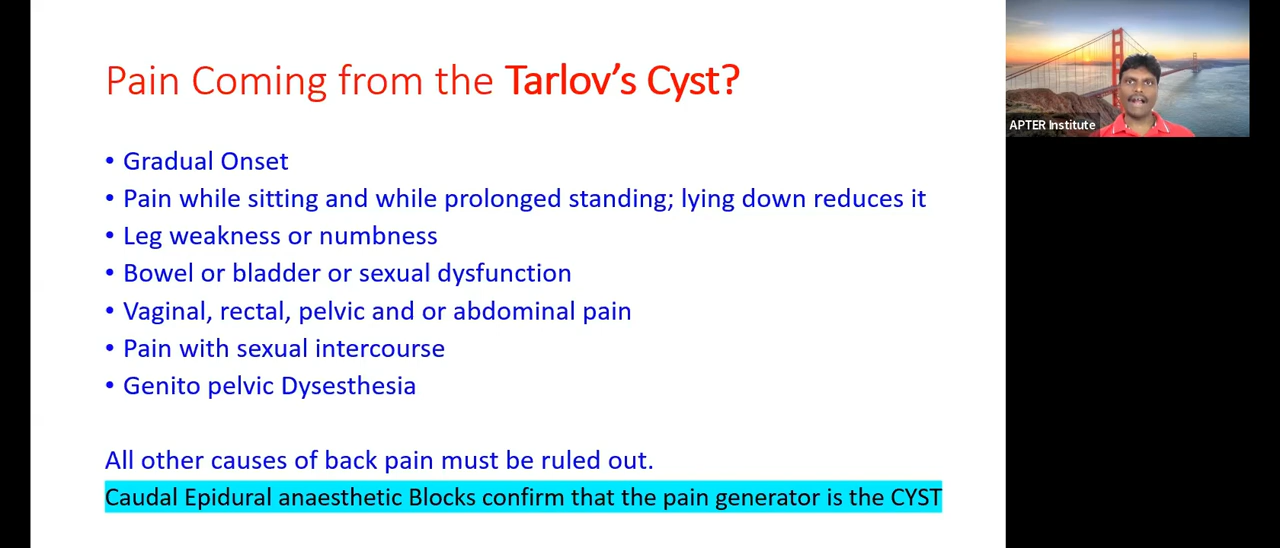 Pain Coming from the Tarlov’s Cyst?
• Gradual Onset
• Pain while sitting and while prolonged standing; lying down reduces it
• Leg weakness or numbness
• Bowel or bladder or sexual dysfunction
• Vaginal, rectal, pelvic and or abdominal pain
• Pain with sexual intercourse
• Genito pelvic Dysesthesia
All other causes of back pain must be ruled out.
Caudal Epidural anaesthetic Blocks confirm that the pain generator is the CYST
APTER Institute